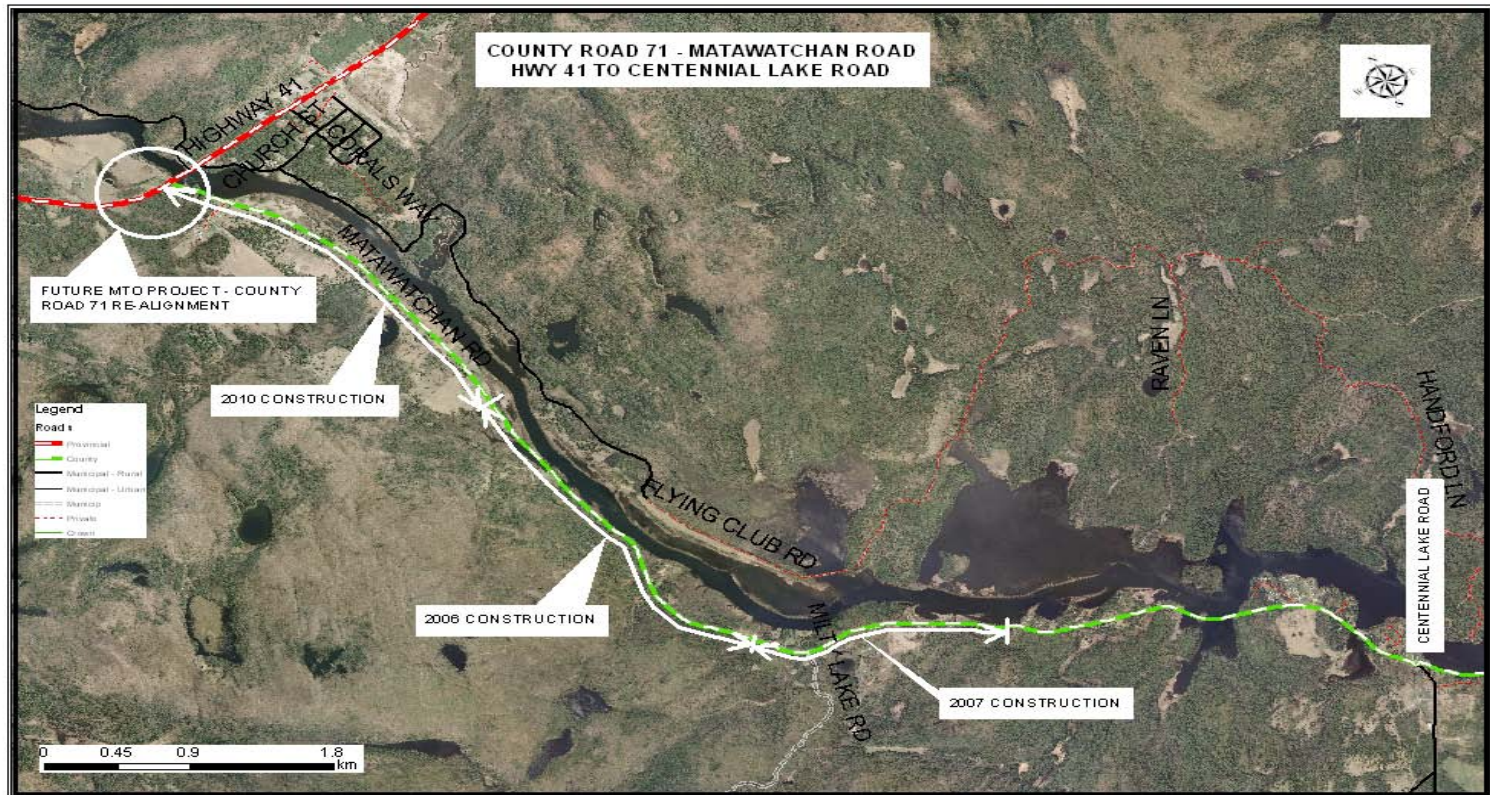 COUNTY ROAD 71 - MATAWATCHAN ROAD
HWY 41 TO CENTENNIAL LAKE ROAD
HIGHWAY 41
CHURCH ST
CORALS WAY
MATAWATCHAN RD
FUTURE MTO PROJECT - COUNTY
ROAD 71 RE-ALIGNMENT
2010 CONSTRUCTION
RAVEN LN
HANDFORD LN
Legend
Roads
Provincial
County
Municipal - Rural
Municipal - Urban
Municip
Private
Crown
FLYING CLUB RD
CENTENNIAL LAKE ROAD
2006 CONSTRUCTION
LAKE RD
2007 CONSTRUCTION
0 0.45 0.9 1.8
km